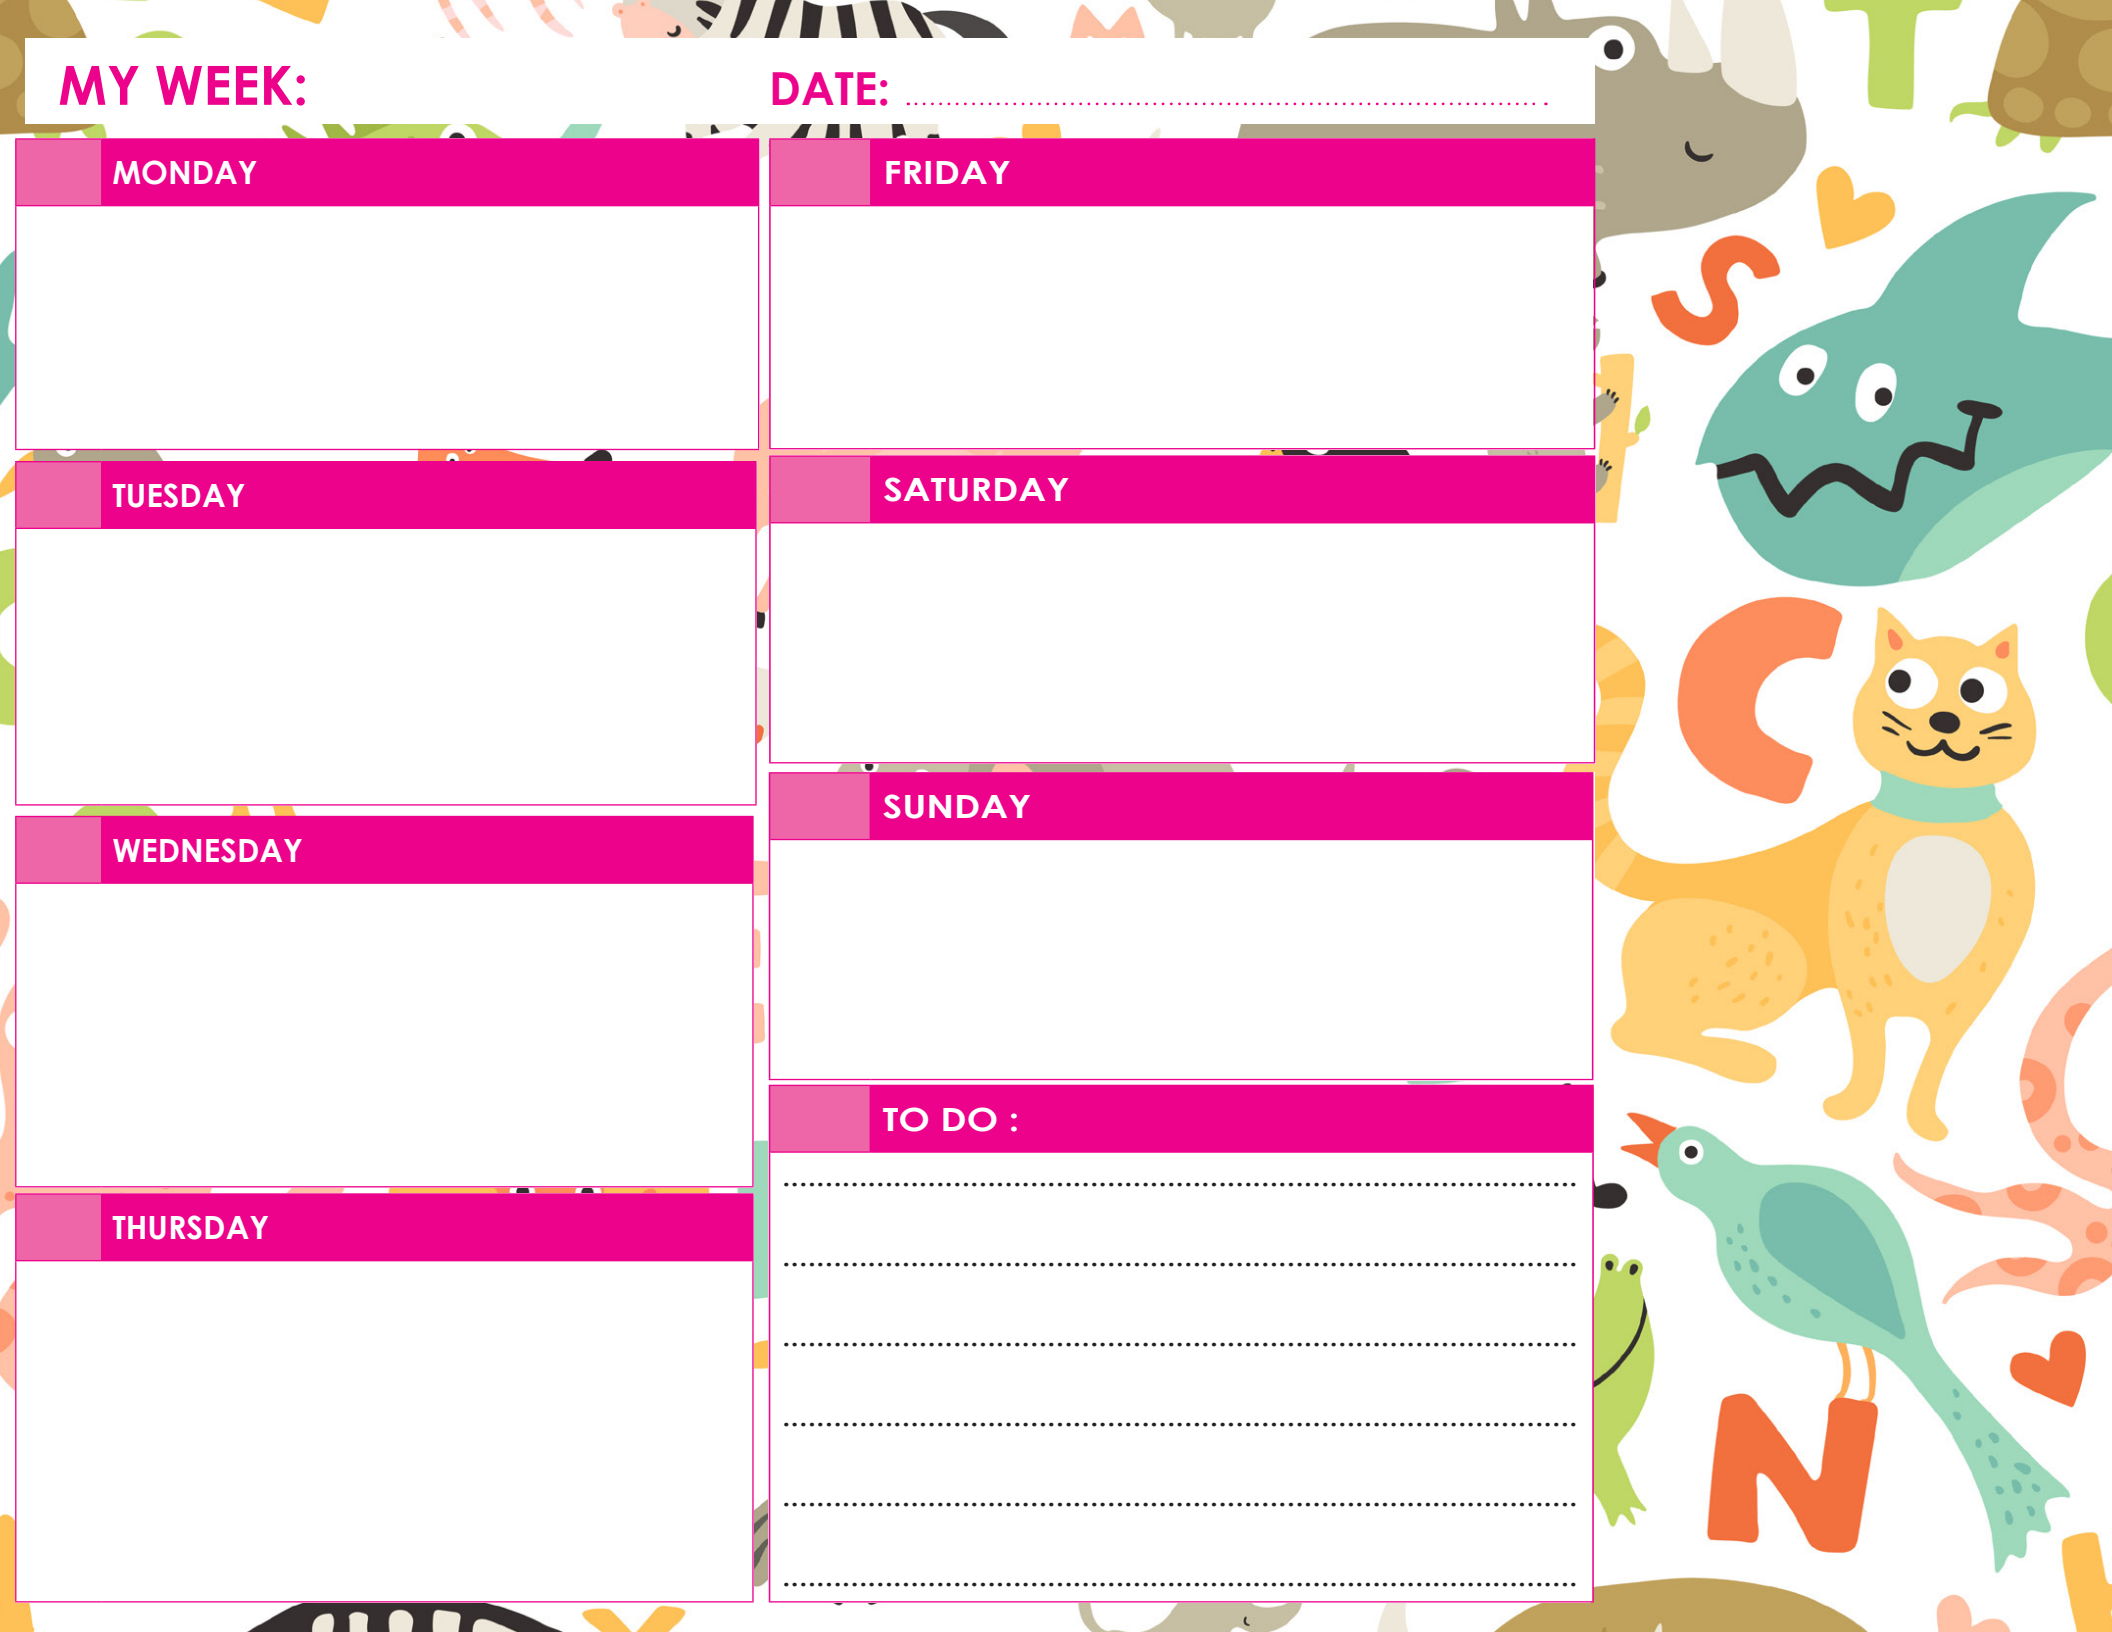 MY WEEK:
DATE: ........................................................................ .
MONDAY
TUESDAY
WEDNESDAY
THURSDAY
FRIDAY
SATURDAY
SUNDAY
TO DO :
T
S
I
C
N